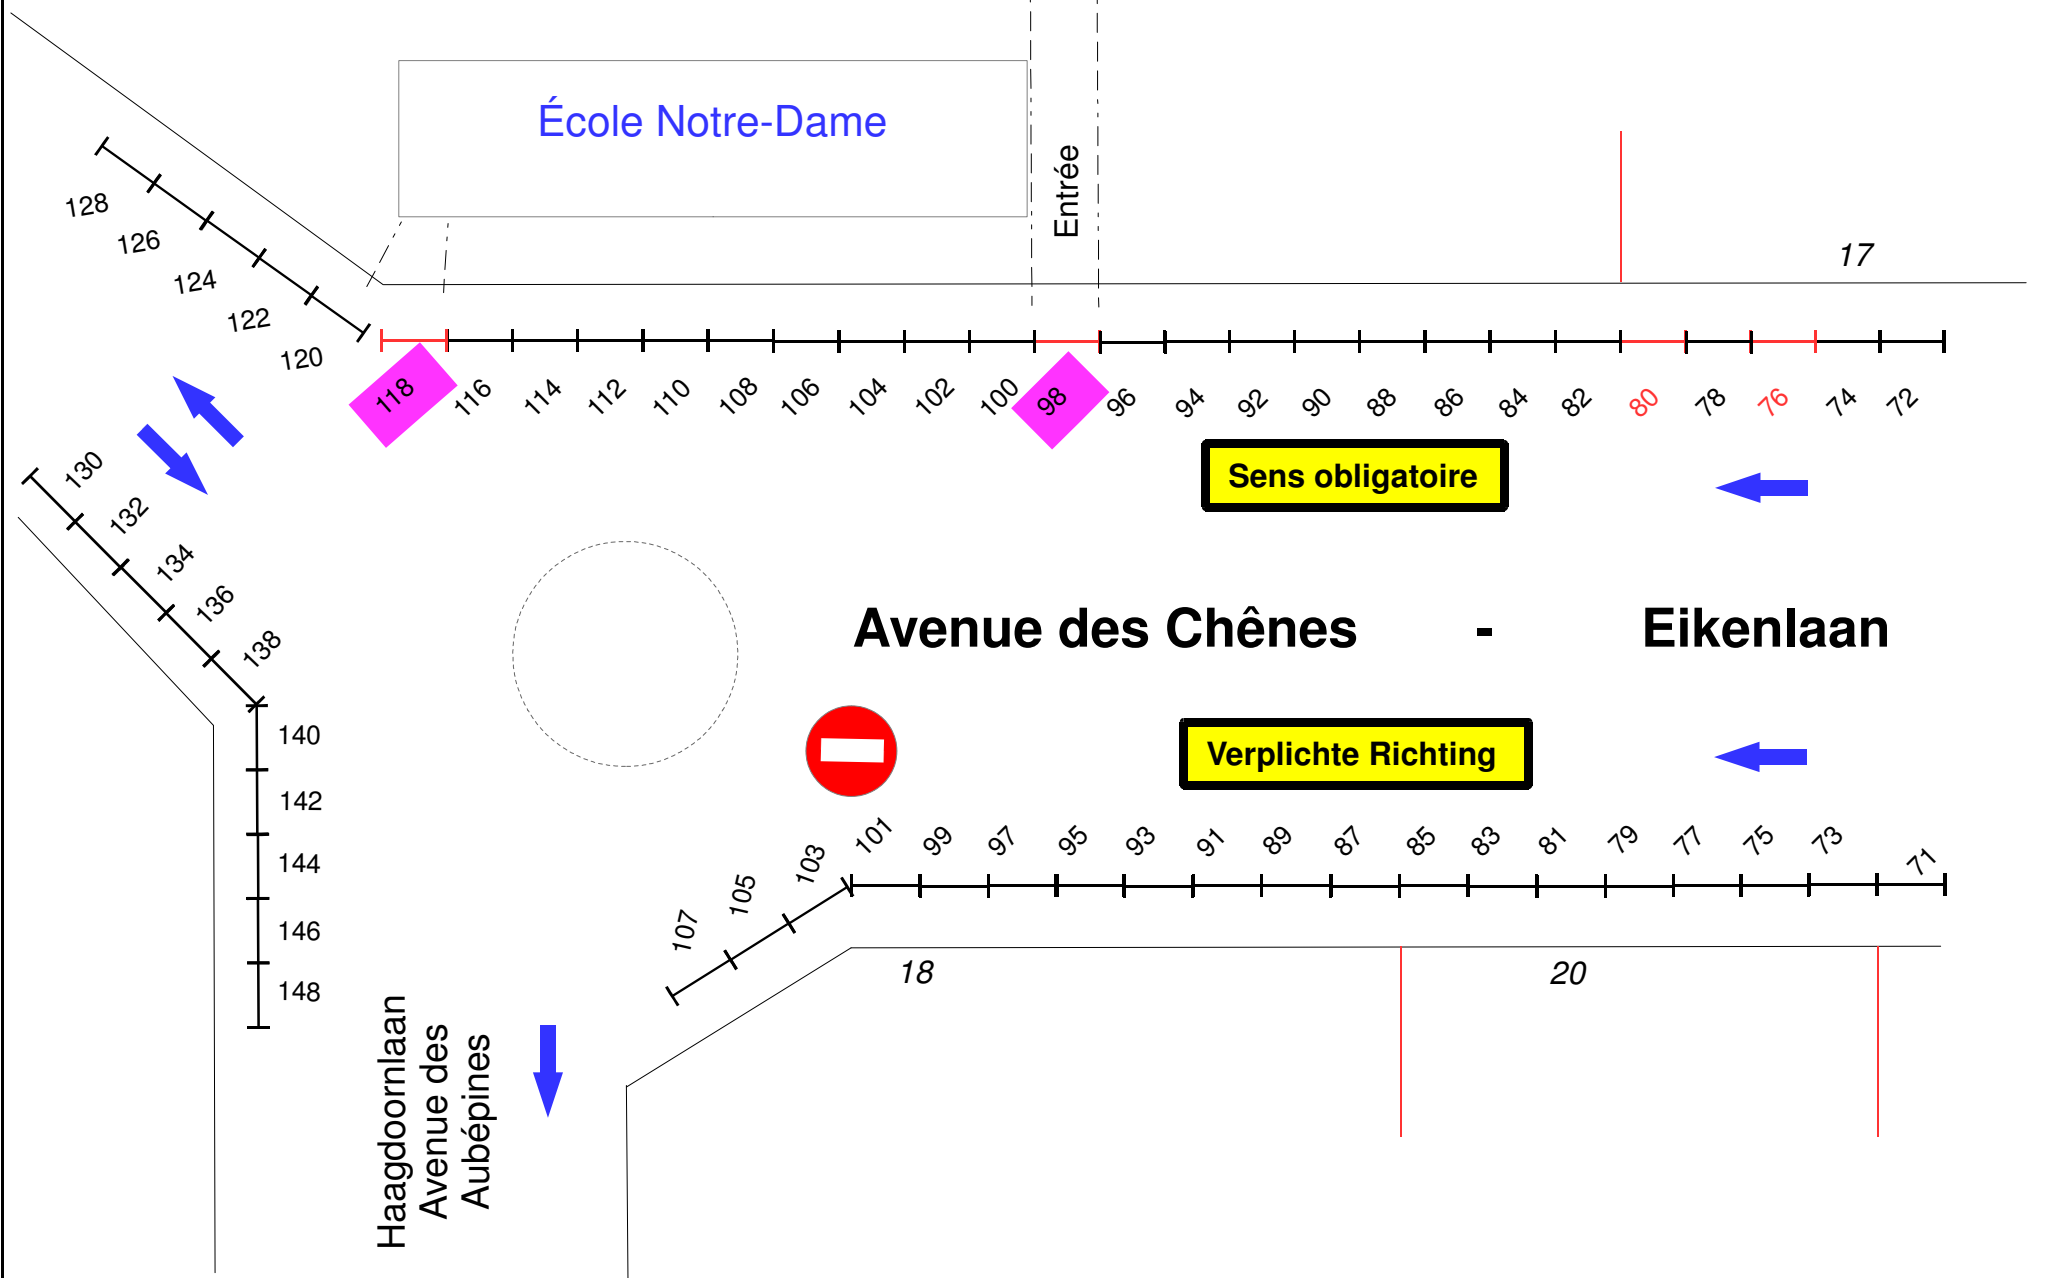 École Notre-Dame
Entrée
17
128
126
124
122
120
118 116 114 112 110 108 106 104 102 100 98 96 94 92 90 88 86 84 82 80 78 76 74 72
130
132
134
136
138
Sens obligatoire
Avenue des Chênes - Eikenlaan
Verplichte Richting
140
142
144
146
148
107 105 103 101 99 97 95 93 91 89 87 85 83 81 79 77 75 73 71
18
20
Haagdoornlaan
Avenue des
Aubépines